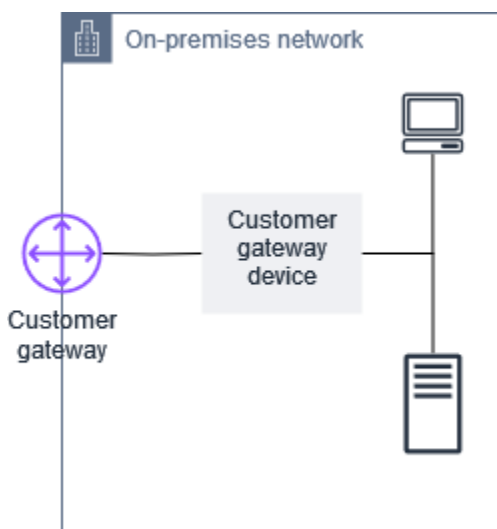 On-premises network
Customer
gateway
device
Customer
gateway